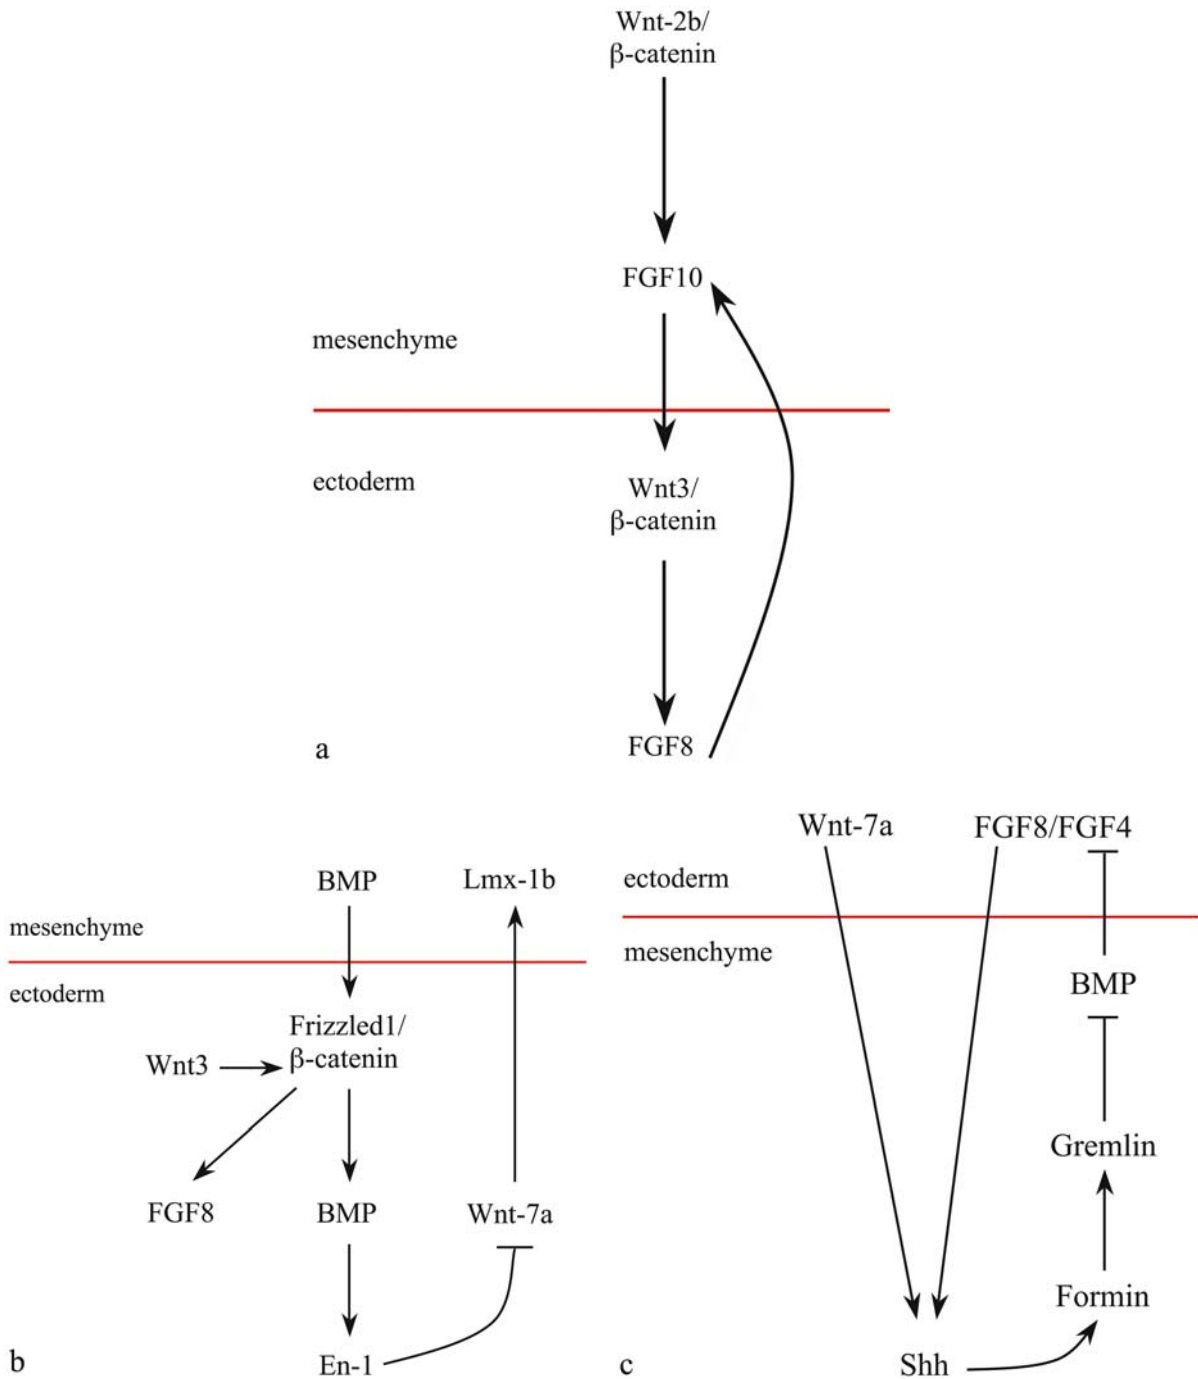 Wnt-2b/
β-catenin
FGF10
mesenchyme
ectoderm
Wnt3/
β-catenin
FGF8
a
BMP
Lmx-1b
mesenchyme
ectoderm
Frizzled1/
β-catenin
Wnt3
FGF8
BMP
Wnt-7a
En-1
b
Wnt-7a
FGF8/FGF4
ectoderm
mesenchyme
BMP
Gremlin
Formin
Shh
c